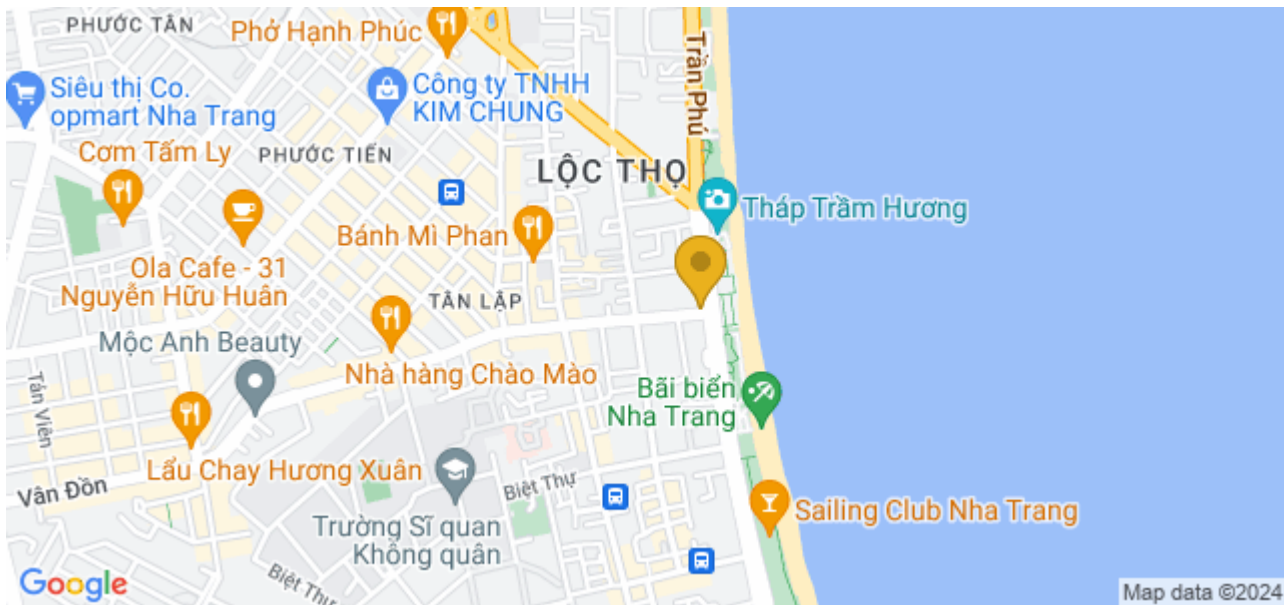 PHƯỚC TÂN
Phở Hạnh Phúc
Trần Phú
Siêu thị Co.
opmart Nha Trang
Công ty TNHH
KIM CHUNG
Cơm Tấm Ly
PHƯỚC TIẾN
LỘC THỌ
Tháp Trầm Hương
Bánh Mì Phan
Ola Cafe - 31
Nguyễn Hữu Huân
TÂN LẬP
Mộc Anh Beauty
Nhà hàng Chào Mào
Bãi biển
Nha Trang
Tản Viên
Lẩu Chay Hương Xuân
Vân Đồn
Biệt Thự
Sailing Club Nha Trang
Trường Sĩ quan
Không quân
Biệt Thự
Google
Map data ©2024